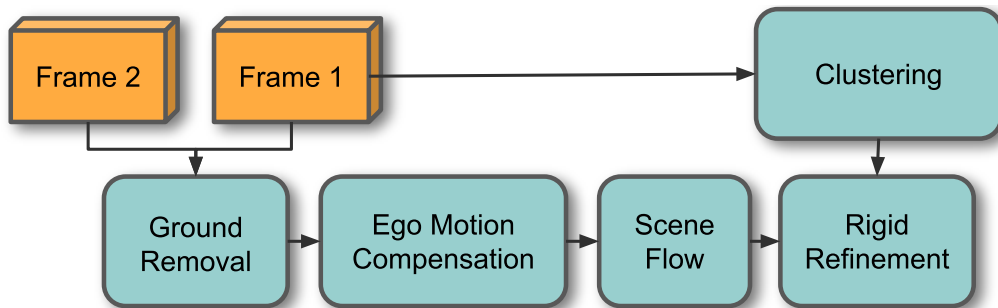 Frame 2
Frame 1
Clustering
Ground
Removal
Ego Motion
Compensation
Scene
Flow
Rigid
Refinement